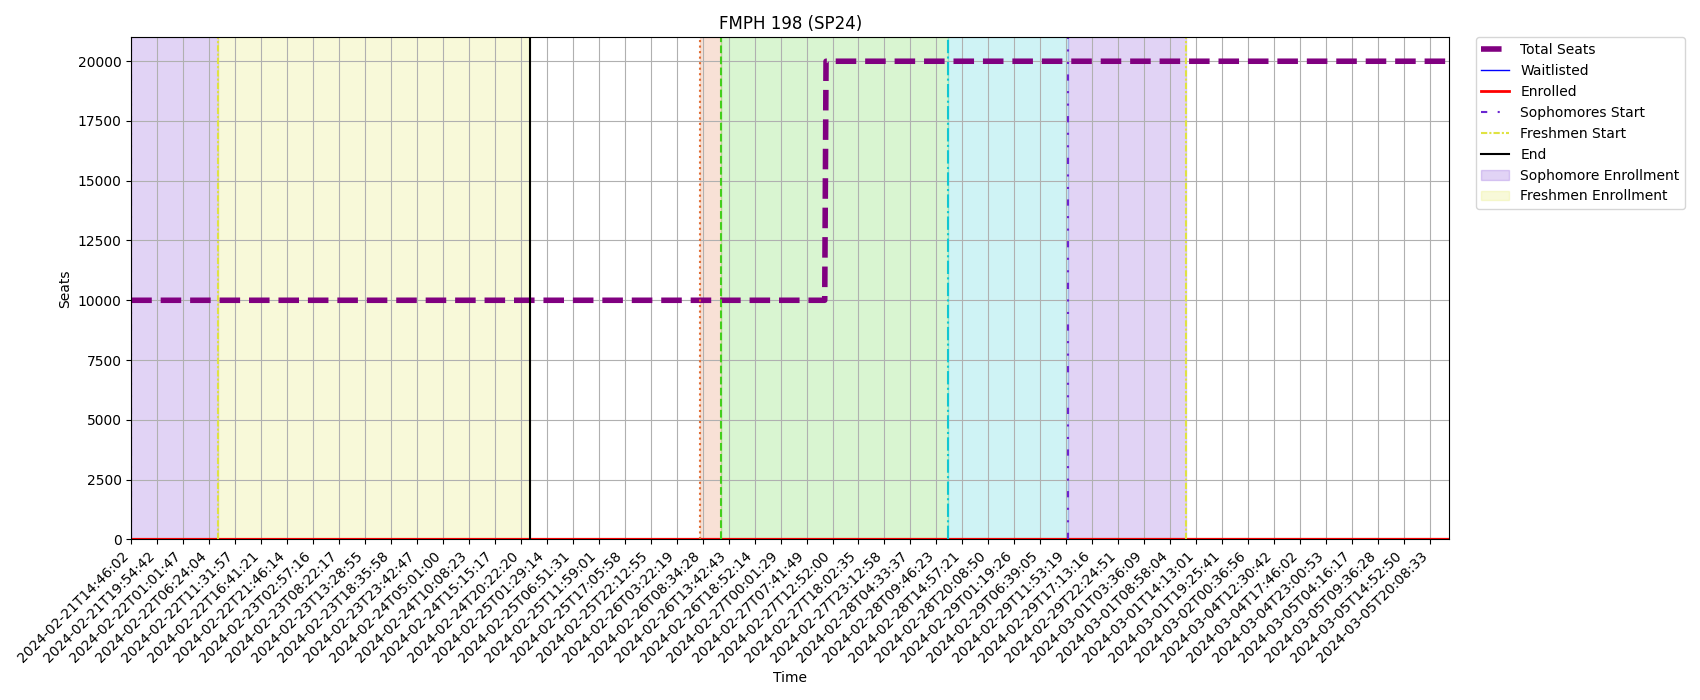 FMPH 198 (SP24)
Total Seats
Waitlisted
Enrolled
Sophomores Start
Freshmen Start
End
Sophomore Enrollment
Freshmen Enrollment
Seats
20000
17500
15000
12500
10000
7500
5000
2500
0
2024-02-21T14:46:02
2024-02-21T19:54:42
2024-02-22T01:01:47
2024-02-22T06:24:04
2024-02-22T11:31:57
2024-02-22T16:41:21
2024-02-22T21:46:14
2024-02-23T02:57:16
2024-02-23T08:22:17
2024-02-23T13:28:55
2024-02-23T18:35:58
2024-02-23T23:42:47
2024-02-24T05:01:00
2024-02-24T10:08:23
2024-02-24T15:15:17
2024-02-24T20:22:20
2024-02-25T01:29:14
2024-02-25T06:51:31
2024-02-25T11:59:01
2024-02-25T17:05:58
2024-02-25T22:12:55
2024-02-26T03:22:19
2024-02-26T08:34:28
2024-02-26T13:42:43
2024-02-26T18:52:14
2024-02-27T00:01:29
2024-02-27T07:41:49
2024-02-27T12:52:00
2024-02-27T18:02:35
2024-02-27T23:12:58
2024-02-28T04:33:37
2024-02-28T09:46:23
2024-02-28T14:57:21
2024-02-28T20:08:50
2024-02-29T01:19:26
2024-02-29T06:39:05
2024-02-29T11:53:19
2024-02-29T17:13:16
2024-02-29T22:24:51
2024-03-01T03:36:09
2024-03-01T08:58:04
2024-03-01T14:13:01
2024-03-01T19:25:41
2024-03-02T00:36:56
2024-03-04T12:30:42
2024-03-04T17:46:02
2024-03-04T23:00:53
2024-03-05T04:16:17
2024-03-05T09:36:28
2024-03-05T14:52:50
2024-03-05T20:08:33
Time